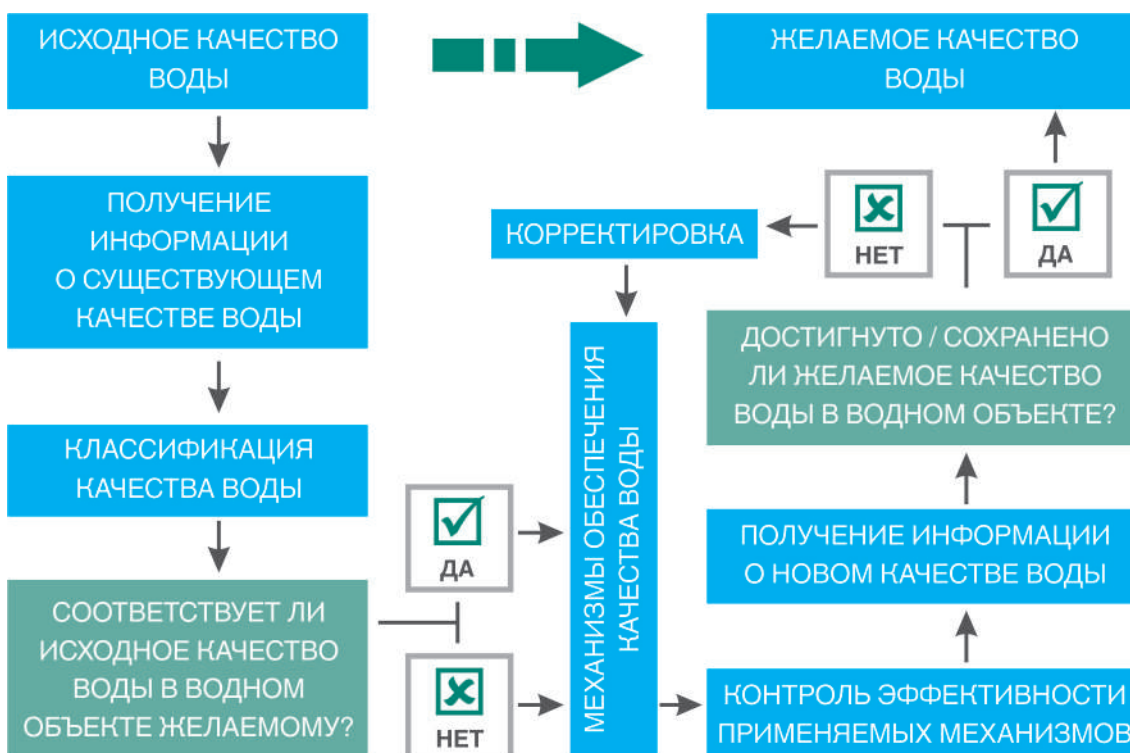 ИСХОДНОЕ КАЧЕСТВО
ВОДЫ
ПОЛУЧЕНИЕ
ИНФОРМАЦИИ
О СУЩЕСТВУЮЩЕМ
КАЧЕСТВЕ ВОДЫ
КЛАССИФИКАЦИЯ
КАЧЕСТВА ВОДЫ
СООТВЕТСТВУЕТ ЛИ
ИСХОДНОЕ КАЧЕСТВО
ВОДЫ В ВОДНОМ
ОБЪЕКТЕ ЖЕЛАЕМОМУ?
ДА
НЕТ
МЕХАНИЗМЫ ОБЕСПЕЧЕНИЯ
КАЧЕСТВА ВОДЫ
КОНТРОЛЬ ЭФФЕКТИВНОСТИ
ПРИМЕНЯЕМЫХ МЕХАНИЗМОВ
ПОЛУЧЕНИЕ ИНФОРМАЦИИ
О НОВОМ КАЧЕСТВЕ ВОДЫ
ДОСТИГНУТО / СОХРАНЕНО
ЛИ ЖЕЛАЕМОЕ КАЧЕСТВО
ВОДЫ В ВОДНОМ ОБЪЕКТЕ?
НЕТ
ДА
КОРРЕКТИРОВКА
ЖЕЛАЕМОЕ КАЧЕСТВО
ВОДЫ